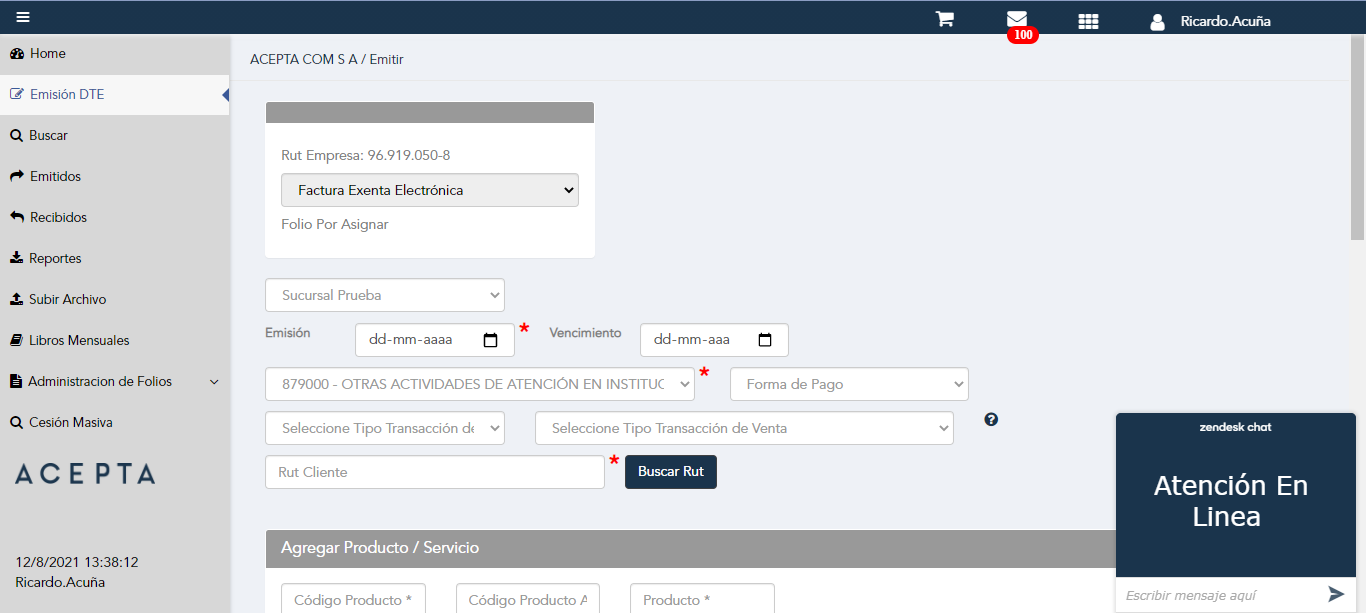 100
Ricardo.Acuña
Home
Emisión DTE
Buscar
Emitidos
Recibidos
Reportes
Subir Archivo
Libros Mensuales
Administracion de Folios
Cesión Masiva
ACEPTA
12/8/2021 13:38:12
Ricardo.Acuña
ACEPTA COM S A / Emitir
Rut Empresa: 96.919.050-8
Factura Exenta Electrónica
Folio Por Asignar
Sucursal Prueba
Emisión dd-mm-aaaa * Vencimiento dd-mm-aaa
879000 - OTRAS ACTIVIDADES DE ATENCIÓN EN INSTITUC * Forma de Pago
Seleccione Tipo Transacción de Seleccione Tipo Transacción de Venta ?
Rut Cliente * Buscar Rut
Agregar Producto / Servicio
Código Producto * Código Producto A Producto *
zendesk chat
Atención En
Linea
Escribir mensaje aquí